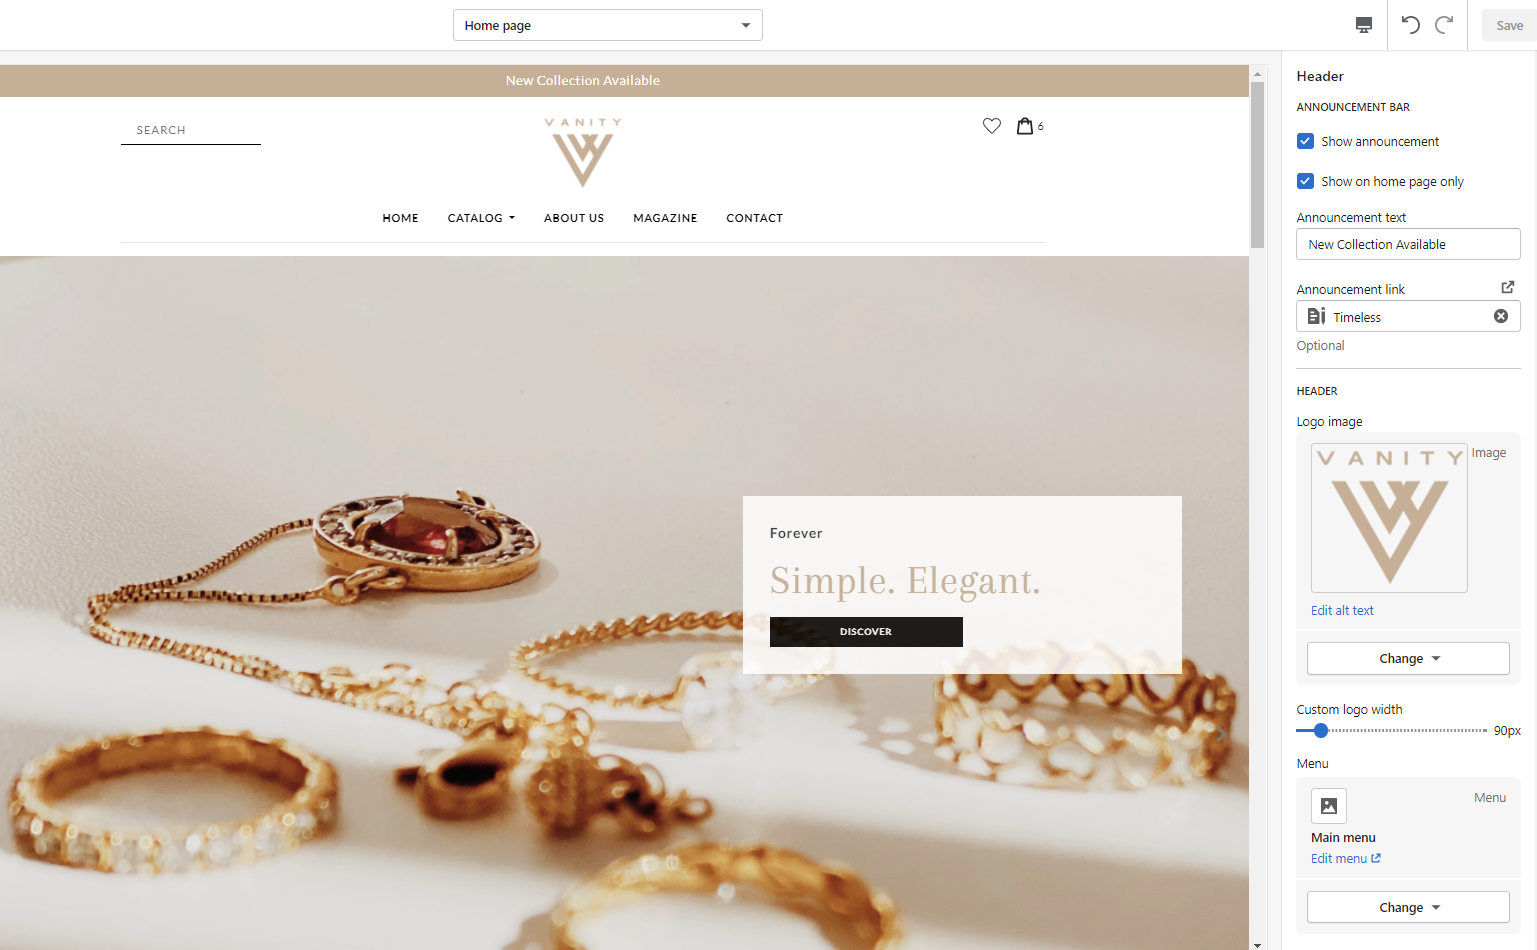 Home page
Save
New Collection Available
SEARCH
VANITY
6
HOME CATALOG ABOUT US MAGAZINE CONTACT
Forever
Simple. Elegant.
DISCOVER
Header
ANNOUNCEMENT BAR
Show announcement
Show on home page only
Announcement text
New Collection Available
Announcement link
Timeless
Optional
HEADER
Logo image
VANITY
Image
Edit alt text
Change
Custom logo width
90px
Menu
Menu
Main menu
Edit menu
Change